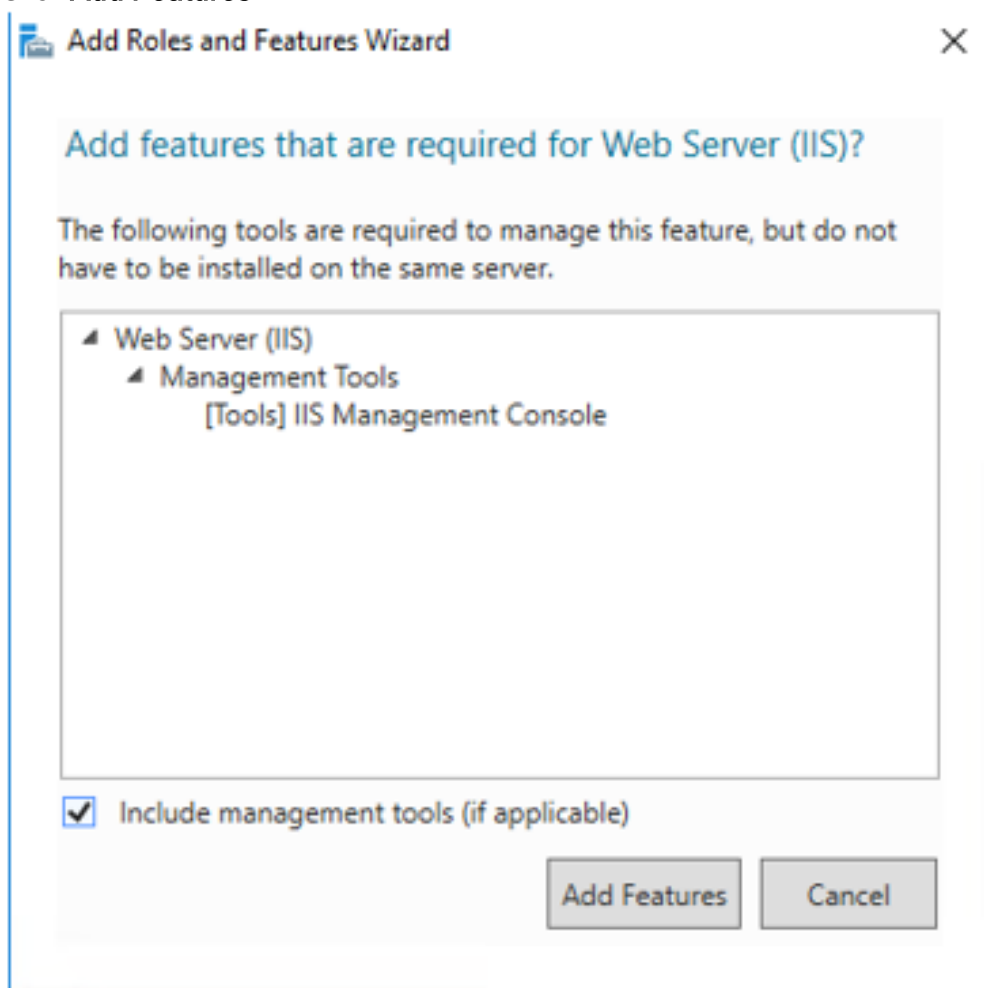 Add Roles and Features Wizard
Add features that are required for Web Server (IIS)?
The following tools are required to manage this feature, but do not
have to be installed on the same server.
Web Server (IIS)
Management Tools
[Tools] IIS Management Console
Include management tools (if applicable)
Add Features
Cancel